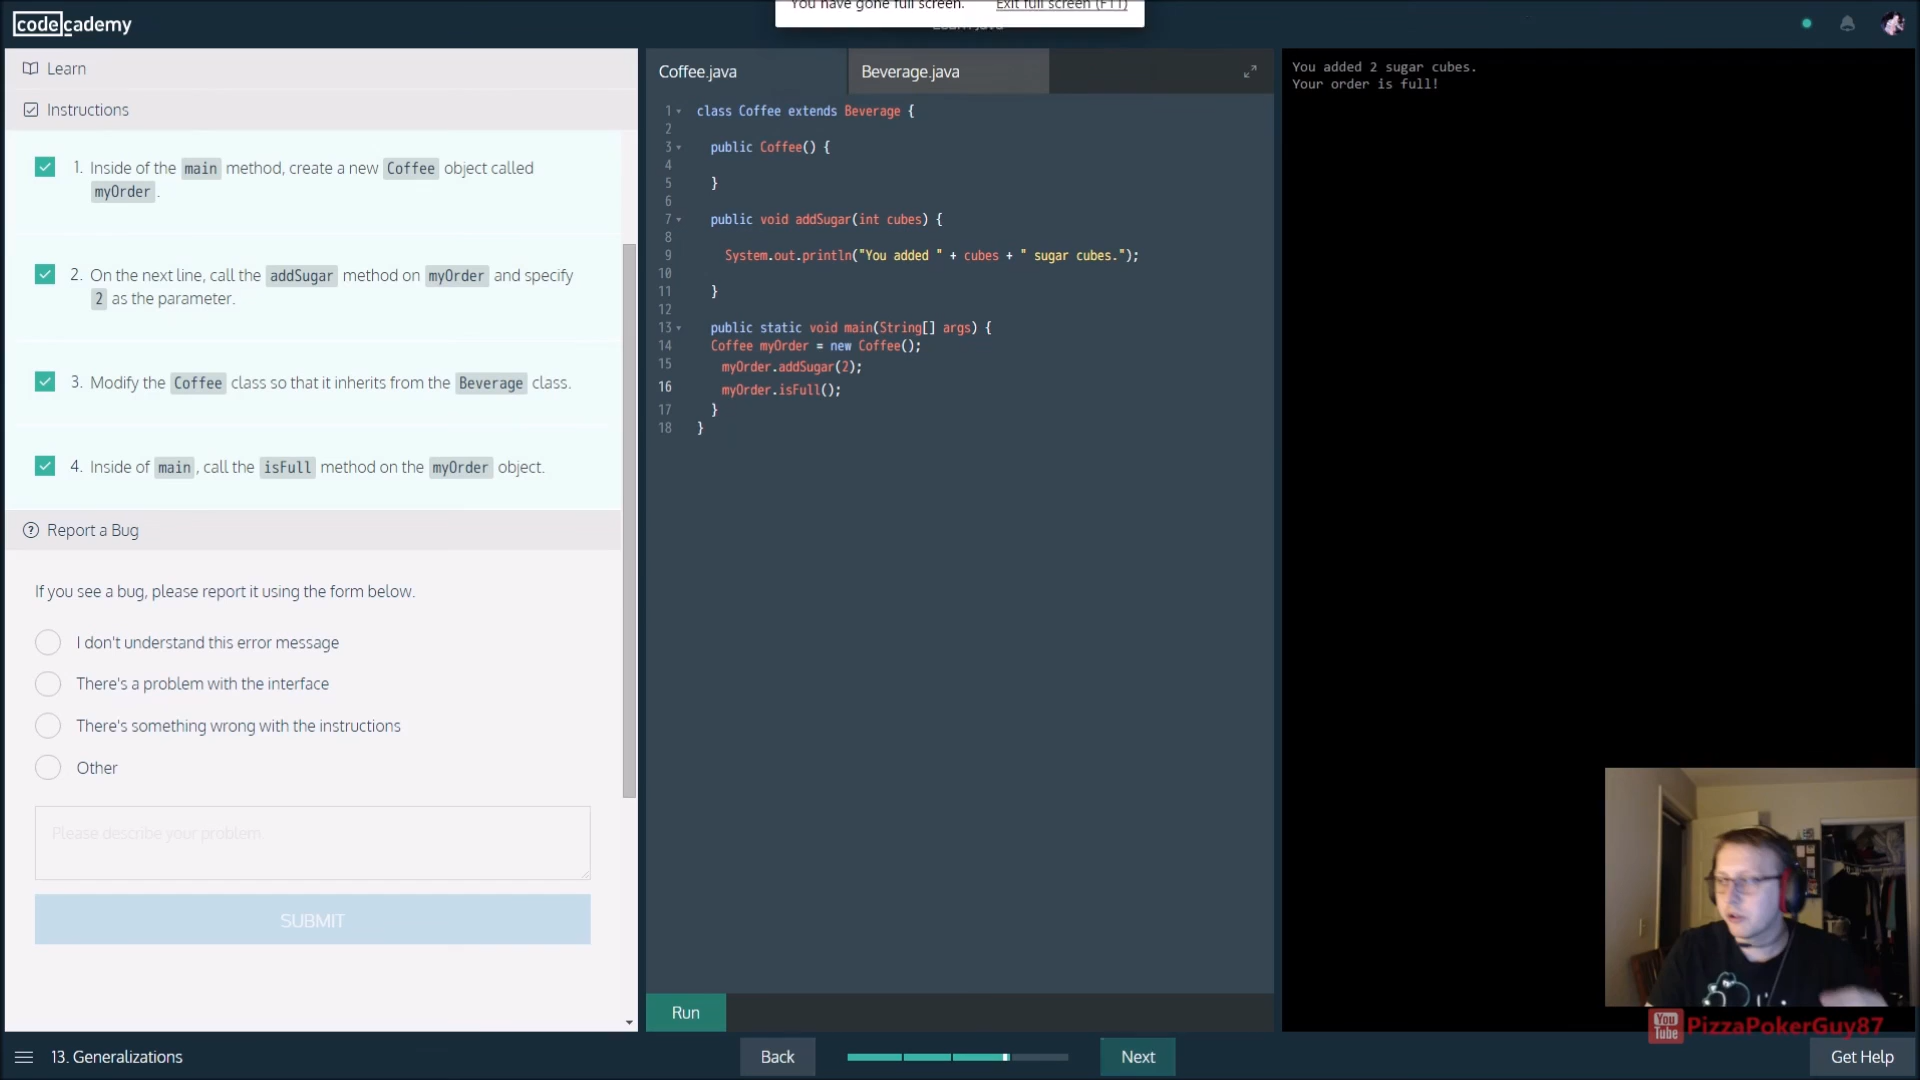 codecademy
You have gone full screen. Exit full screen (F11)
Learn Java
Learn
Instructions
1. Inside of the main method, create a new Coffee object called
myOrder.
2. On the next line, call the addSugar method on myOrder and specify
2 as the parameter.
3. Modify the Coffee class so that it inherits from the Beverage class.
4. Inside of main, call the isFull method on the myOrder object.
Report a Bug
If you see a bug, please report it using the form below.
I don't understand this error message
There's a problem with the interface
There's something wrong with the instructions
Other
Please describe your problem.
SUBMIT
Coffee.java
Beverage.java
1 class Coffee extends Beverage {
2
3 public Coffee() {
4
5 }
6
7 public void addSugar(int cubes) {
8
9 System.out.println("You added " + cubes + " sugar cubes.");
10
11 }
12
13 public static void main(String[] args) {
14 Coffee myOrder = new Coffee();
15 myOrder.addSugar(2);
16 myOrder.isFull();
17 }
18 }
Run
You added 2 sugar cubes.
Your order is full!
You Tube PizzaPokerGuy87
13. Generalizations
Back
Next
Get Help